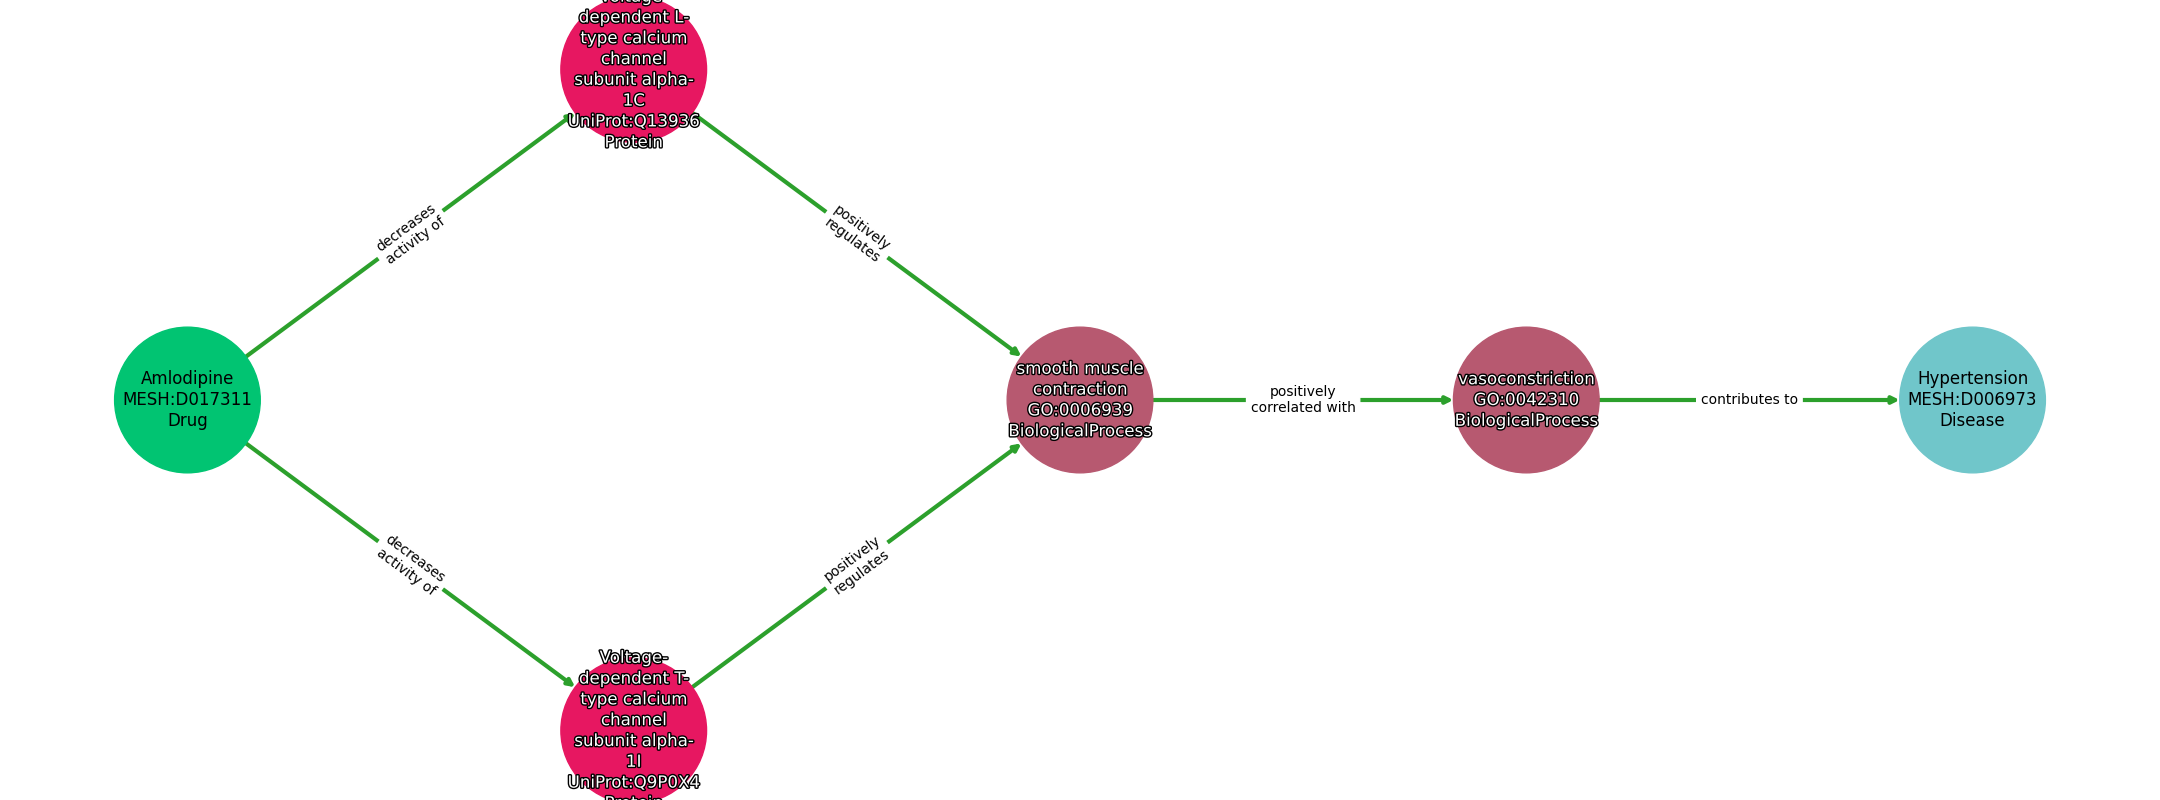 Voltage-
dependent L-
type calcium
channel
subunit alpha-
1C
UniProt:Q13936
Protein
decreases
activity of
positively
regulates
Amlodipine
MESH:D017311
Drug
smooth muscle
contraction
GO:0006939
BiologicalProcess
positively
correlated with
vasoconstriction
GO:0042310
BiologicalProcess
contributes to
Hypertension
MESH:D006973
Disease
decreases
activity of
positively
regulates
Voltage-
dependent T-
type calcium
channel
subunit alpha-
1I
UniProt:Q9P0X4
Protein